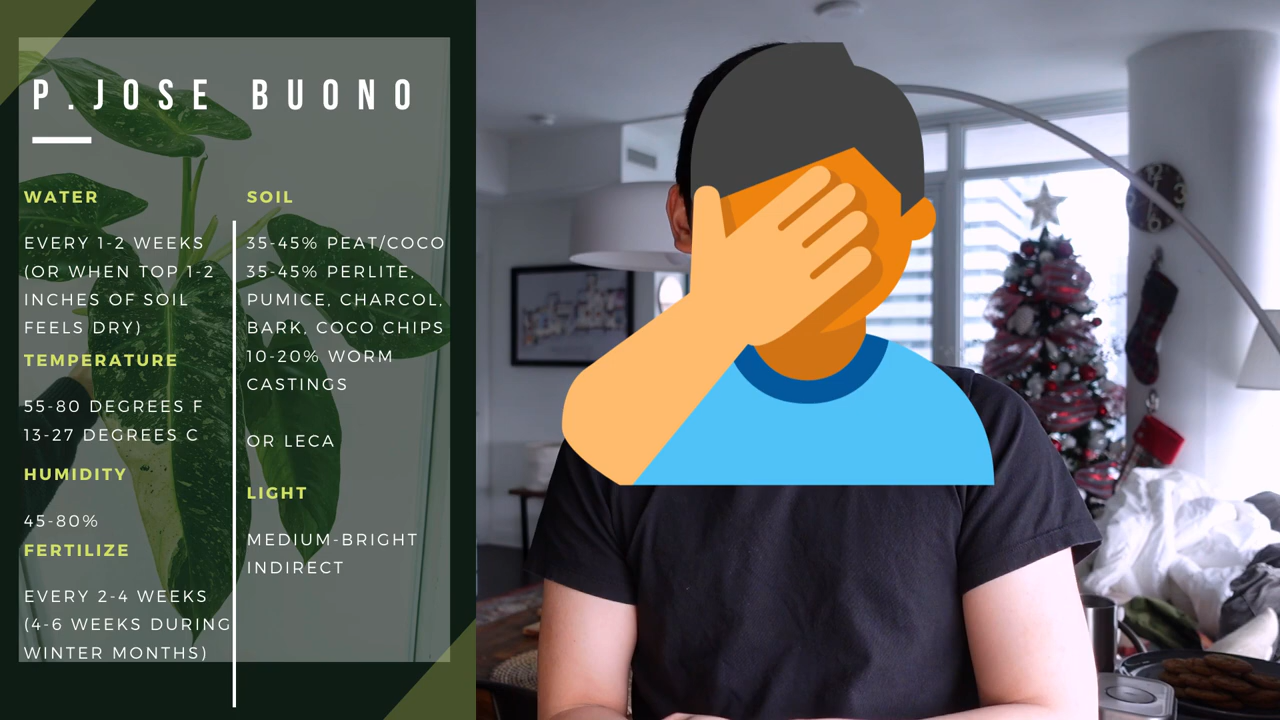 P.JOSE BUONO
WATER
EVERY 1-2 WEEKS
(OR WHEN TOP 1-2
INCHES OF SOIL
FEELS DRY)
TEMPERATURE
55-80 DEGREES F
13-27 DEGREES C
HUMIDITY
45-80%
FERTILIZE
EVERY 2-4 WEEKS
(4-6 WEEKS DURING
WINTER MONTHS)
SOIL
35-45% PEAT/COCO
35-45% PERLITE,
PUMICE, CHARCOL,
BARK, COCO CHIPS
10-20% WORM
CASTINGS
OR LECA
LIGHT
MEDIUM-BRIGHT
INDIRECT